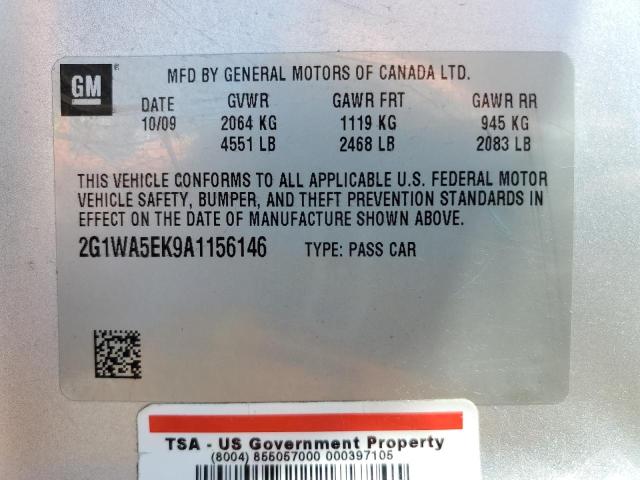 GM ® MFD BY GENERAL MOTORS OF CANADA LTD.
DATE GVWR GAWR FRT GAWR RR
10/09 2064 KG 1119 KG 945 KG
4551 LB 2468 LB 2083 LB
THIS VEHICLE CONFORMS TO ALL APPLICABLE U.S. FEDERAL MOTOR
VEHICLE SAFETY, BUMPER, AND THEFT PREVENTION STANDARDS IN
EFFECT ON THE DATE OF MANUFACTURE SHOWN ABOVE.
2G1WA5EK9A1156146 TYPE: PASS CAR
TSA - US Government Property
(8004) 855057000 000397105